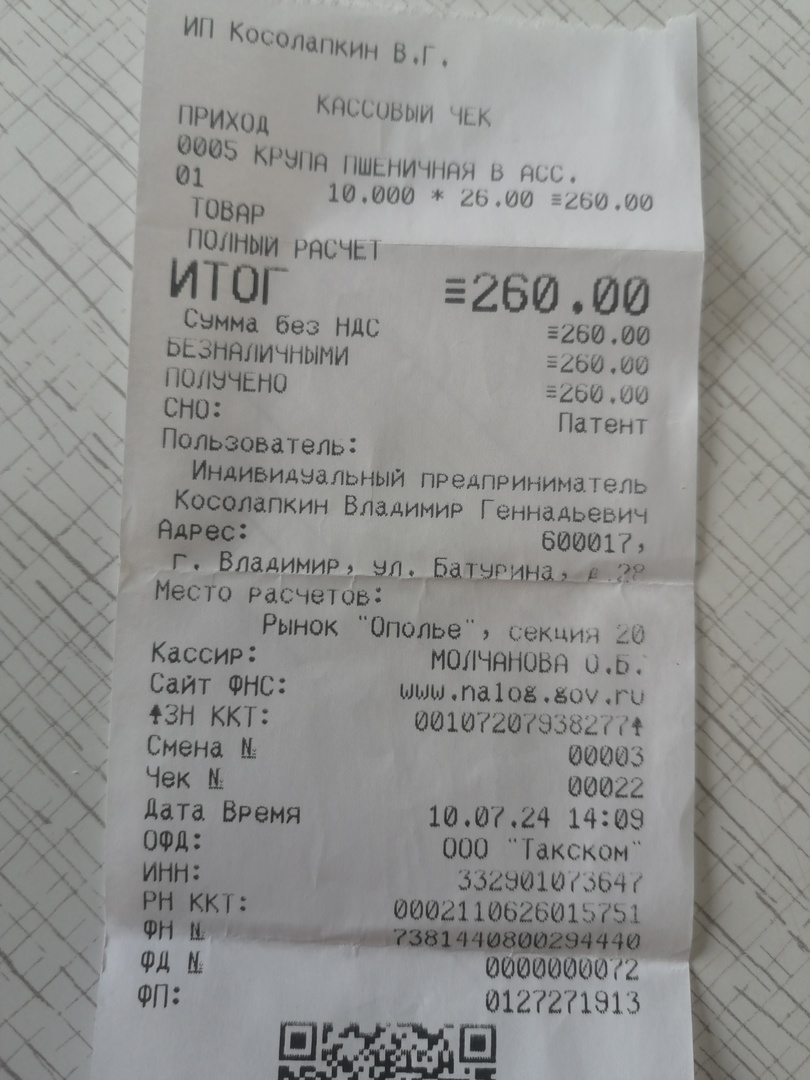 ИП Косолапкин В.Г.
КАССОВЫЙ ЧЕК
ПРИХОД
0005 КРУПА ПШЕНИЧНАЯ В АСС.
01 10.000 * 26.00 ≡260.00
ТОВАР
ПОЛНЫЙ РАСЧЕТ
ИТОГ ≡260.00
Сумма без НДС ≡260.00
БЕЗНАЛИЧНЫМИ ≡260.00
ПОЛУЧЕНО ≡260.00
СНО: Патент
Пользователь:
Индивидуальный предприниматель
Косолапкин Владимир Геннадьевич
Адрес: 600017,
г. Владимир, ул. Батурина, д.28
Место расчетов:
Рынок "Ополье", секция 20
Кассир: МОЛЧАНОВА О.Б.
Сайт ФНС: www.nalog.gov.ru
ЗН ККТ: 00107207938277
Смена № 00003
Чек № 00022
Дата Время 10.07.24 14:09
ОФД: ООО "Такском"
ИНН: 332901073647
РН ККТ: 0002110626015751
ФН № 7381440800294440
ФД № 0000000072
ФП: 0127271913